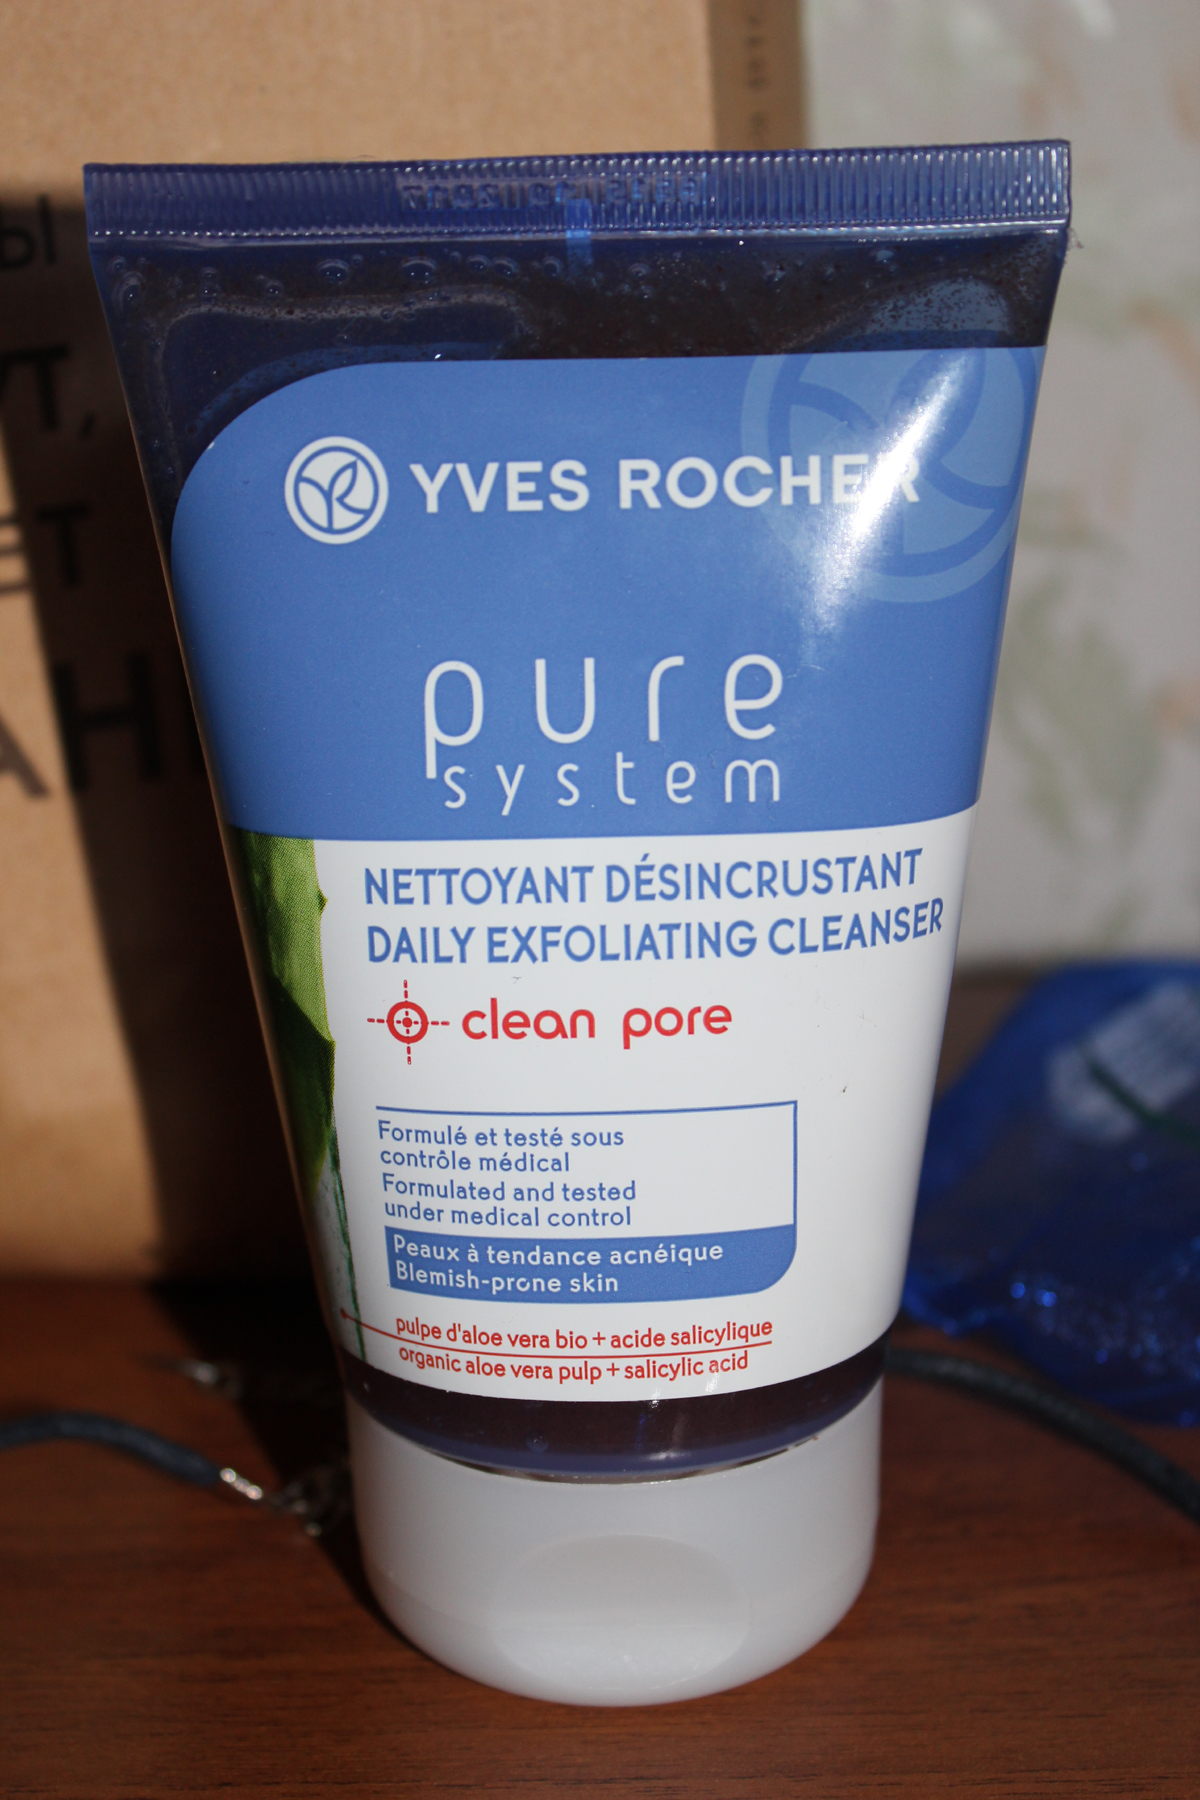 YVES ROCHER
pure
system
NETTOYANT DÉSINCRUSTANT
DAILY EXFOLIATING CLEANSER
clean pore
Formulé et testé sous
contrôle médical
Formulated and tested
under medical control
Peaux à tendance acnéique
Blemish-prone skin
pulpe d'aloe vera bio + acide salicylique
organic aloe vera pulp + salicylic acid